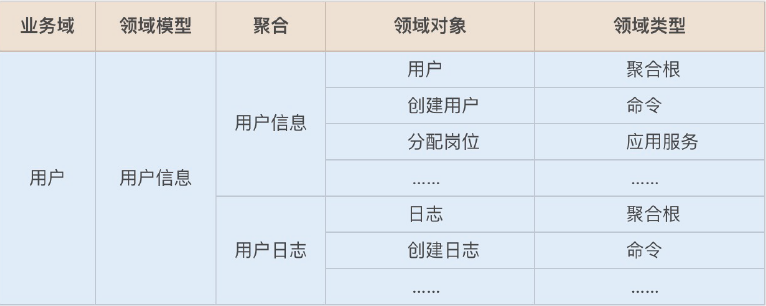 业务域 领域模型 聚合 领域对象 领域类型
用户 聚合根
创建用户 命令
用户信息
分配岗位 应用服务
用户 用户信息
…… ……
日志 聚合根
用户日志 创建日志 命令
…… ……